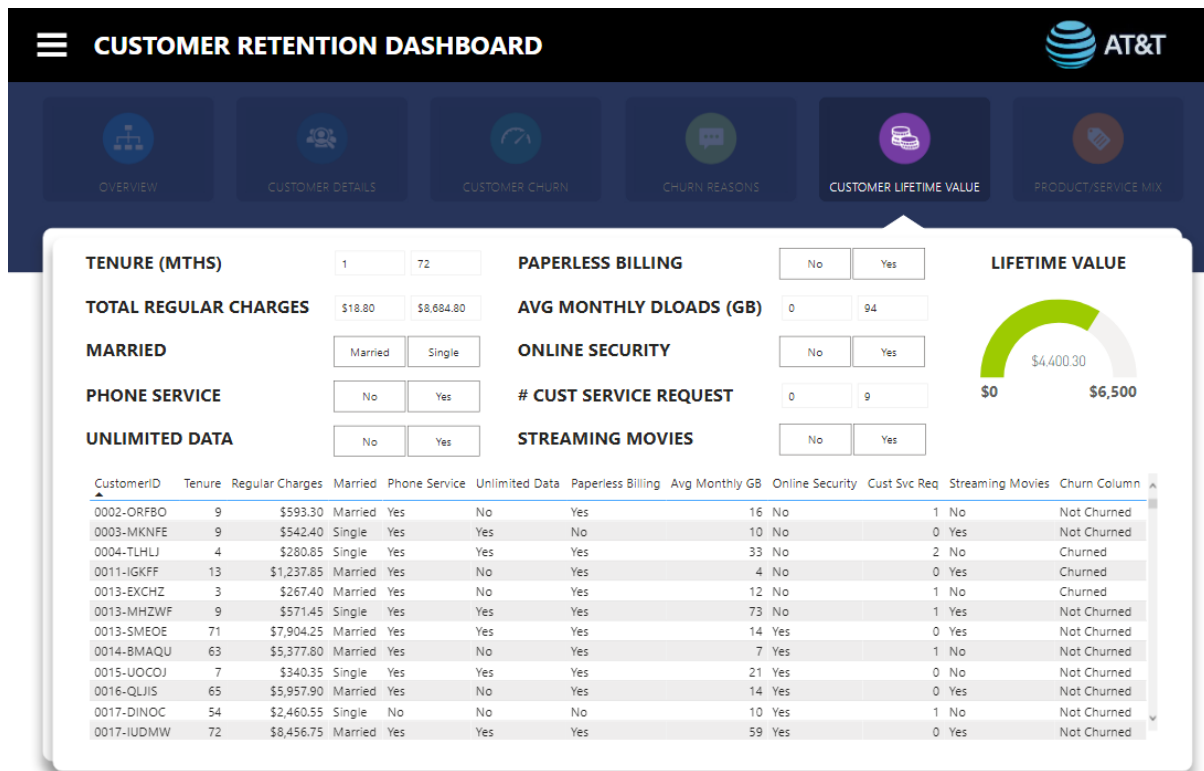 CUSTOMER RETENTION DASHBOARD AT&T
OVERVIEW CUSTOMER DETAILS CUSTOMER CHURN CHURN REASONS CUSTOMER LIFETIME VALUE PRODUCT/SERVICE MIX
TENURE (MTHS) 1 72 PAPERLESS BILLING No Yes LIFETIME VALUE
TOTAL REGULAR CHARGES $18.80 $8,684.80 AVG MONTHLY DLOADS (GB) 0 94
MARRIED Married Single ONLINE SECURITY No Yes $4,400.30
PHONE SERVICE No Yes # CUST SERVICE REQUEST 0 9 $0 $6,500
UNLIMITED DATA No Yes STREAMING MOVIES No Yes
CustomerID Tenure Regular Charges Married Phone Service Unlimited Data Paperless Billing Avg Monthly GB Online Security Cust Svc Req Streaming Movies Churn Column
0002-ORFBO 9 $593.30 Married Yes No Yes 16 No 1 No Not Churned
0003-MKNFE 9 $542.40 Single Yes Yes No 10 No 0 Yes Not Churned
0004-TLHLJ 4 $280.85 Single Yes Yes Yes 33 No 2 No Churned
0011-IGKFF 13 $1,237.85 Married Yes No Yes 4 No 0 Yes Churned
0013-EXCHZ 3 $267.40 Married Yes No Yes 12 No 1 No Churned
0013-MHZWF 9 $571.45 Single Yes Yes Yes 73 No 1 Yes Not Churned
0013-SMEOE 71 $7,904.25 Married Yes Yes Yes 14 Yes 0 Yes Not Churned
0014-BMAQU 63 $5,377.80 Married Yes No Yes 7 Yes 1 No Not Churned
0015-UOCOJ 7 $340.35 Single Yes Yes Yes 21 Yes 0 No Not Churned
0016-QLJIS 65 $5,957.90 Married Yes No Yes 14 Yes 0 Yes Not Churned
0017-DINOC 54 $2,460.55 Single No No No 10 Yes 1 No Not Churned
0017-IUDMW 72 $8,456.75 Married Yes Yes Yes 59 Yes 0 Yes Not Churned